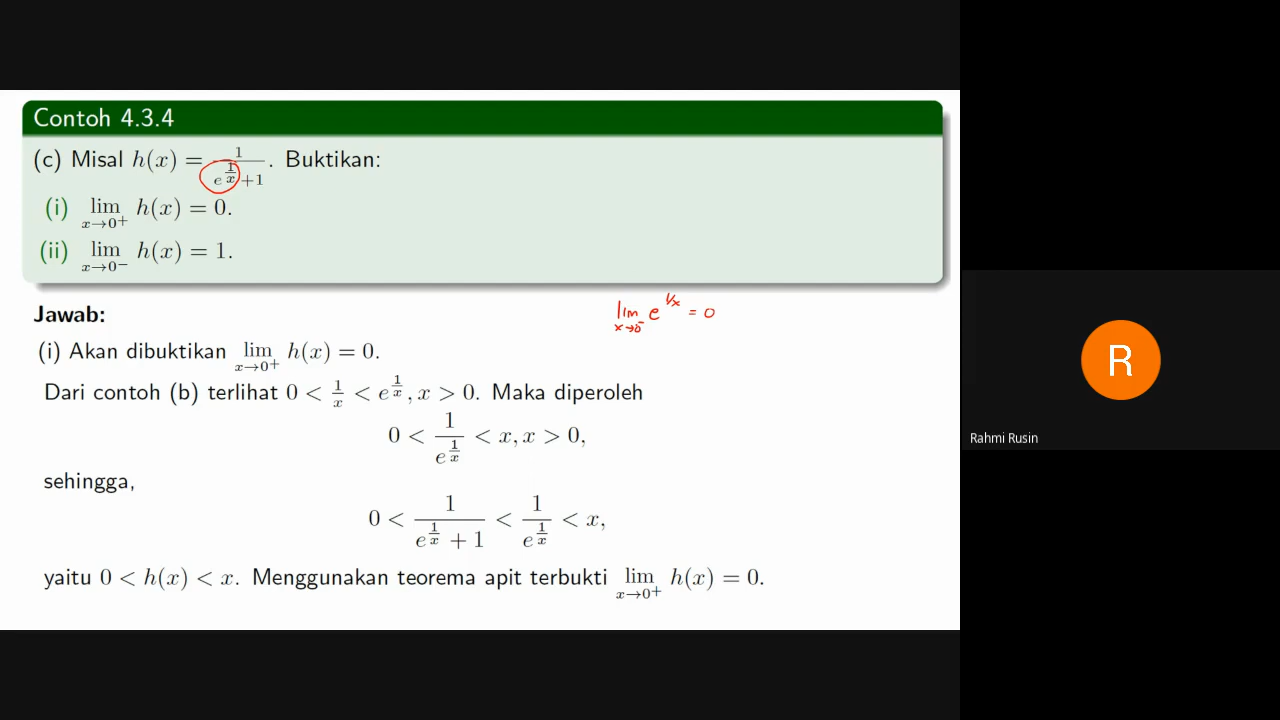 Contoh 4.3.4
(c) Misal h(x) = 1/(e^{1/x}+1). Buktikan:
(i) lim_{x→0⁺} h(x) = 0.
(ii) lim_{x→0⁻} h(x) = 1.
lim_{x→0⁻} e^{1/x} = 0
Jawab:
(i) Akan dibuktikan lim_{x→0⁺} h(x) = 0.
Dari contoh (b) terlihat 0 < 1/x < e^{1/x}, x > 0. Maka diperoleh
0 < 1/e^{1/x} < x, x > 0,
sehingga,
0 < 1/(e^{1/x} + 1) < 1/e^{1/x} < x,
yaitu 0 < h(x) < x. Menggunakan teorema apit terbukti lim_{x→0⁺} h(x) = 0.
R
Rahmi Rusin